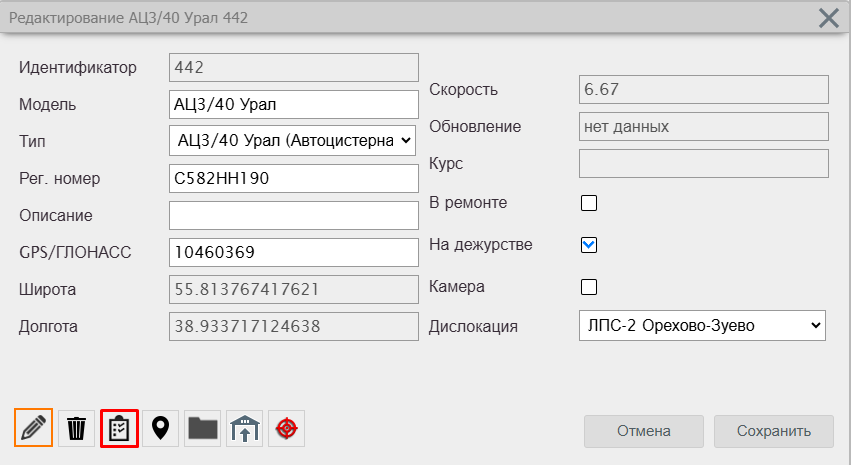 Редактирование АЦ3/40 Урал 442
Идентификатор 442
Модель АЦ3/40 Урал
Тип АЦ3/40 Урал (Автоцистерна
Рег. номер С582НН190
Описание
GPS/ГЛОНАСС 10460369
Широта 55.813767417621
Долгота 38.933717124638
Скорость 6.67
Обновление нет данных
Курс
В ремонте
На дежурстве
Камера
Дислокация ЛПС-2 Орехово-Зуево
Отмена
Сохранить